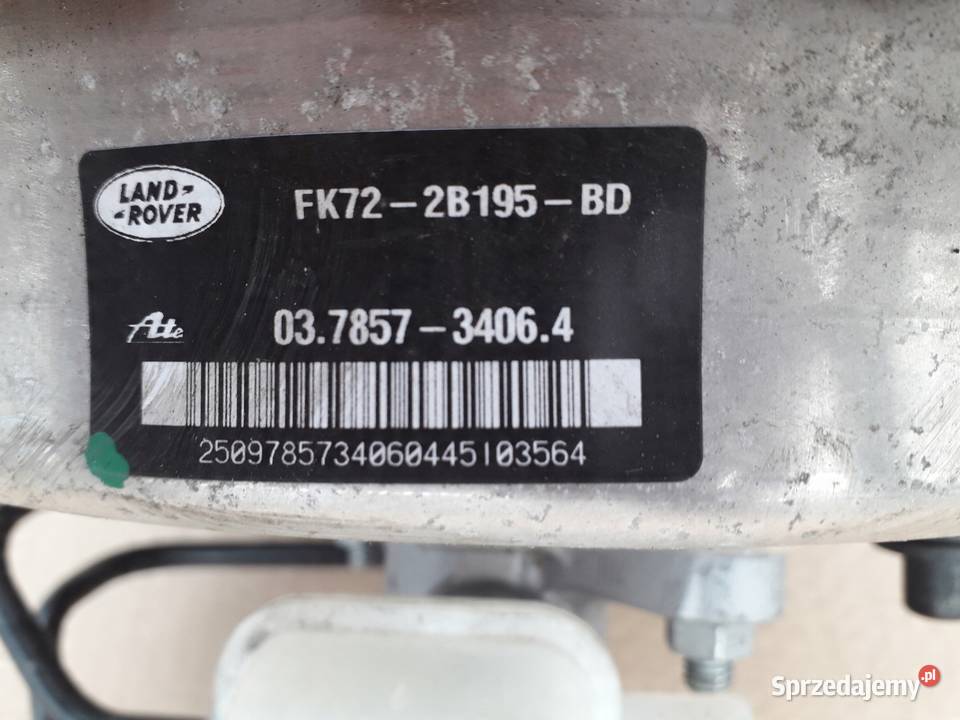 LAND-
-ROVER
FK72-2B195-BD
Ate
03.7857-3406.4
2509785734060445103564
Sprzedajemy.pl